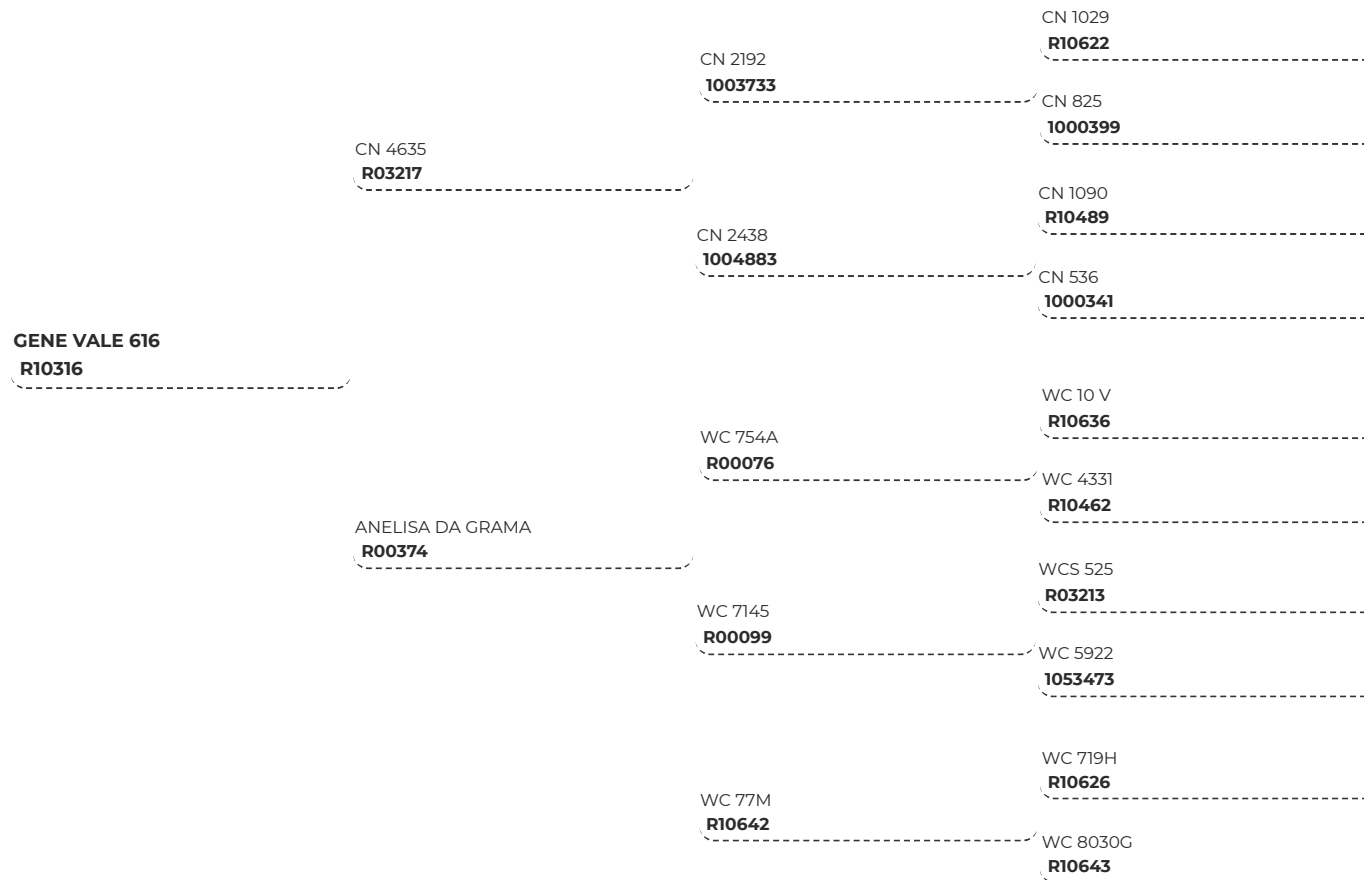 CN 1029
R10622
CN 2192
1003733
CN 825
1000399
CN 4635
R03217
CN 1090
R10489
CN 2438
1004883
CN 536
1000341
GENE VALE 616
R10316
WC 10 V
R10636
WC 754A
R00076
WC 4331
R10462
ANELISA DA GRAMA
R00374
WCS 525
R03213
WC 7145
R00099
WC 5922
1053473
WC 719H
R10626
WC 77M
R10642
WC 8030G
R10643